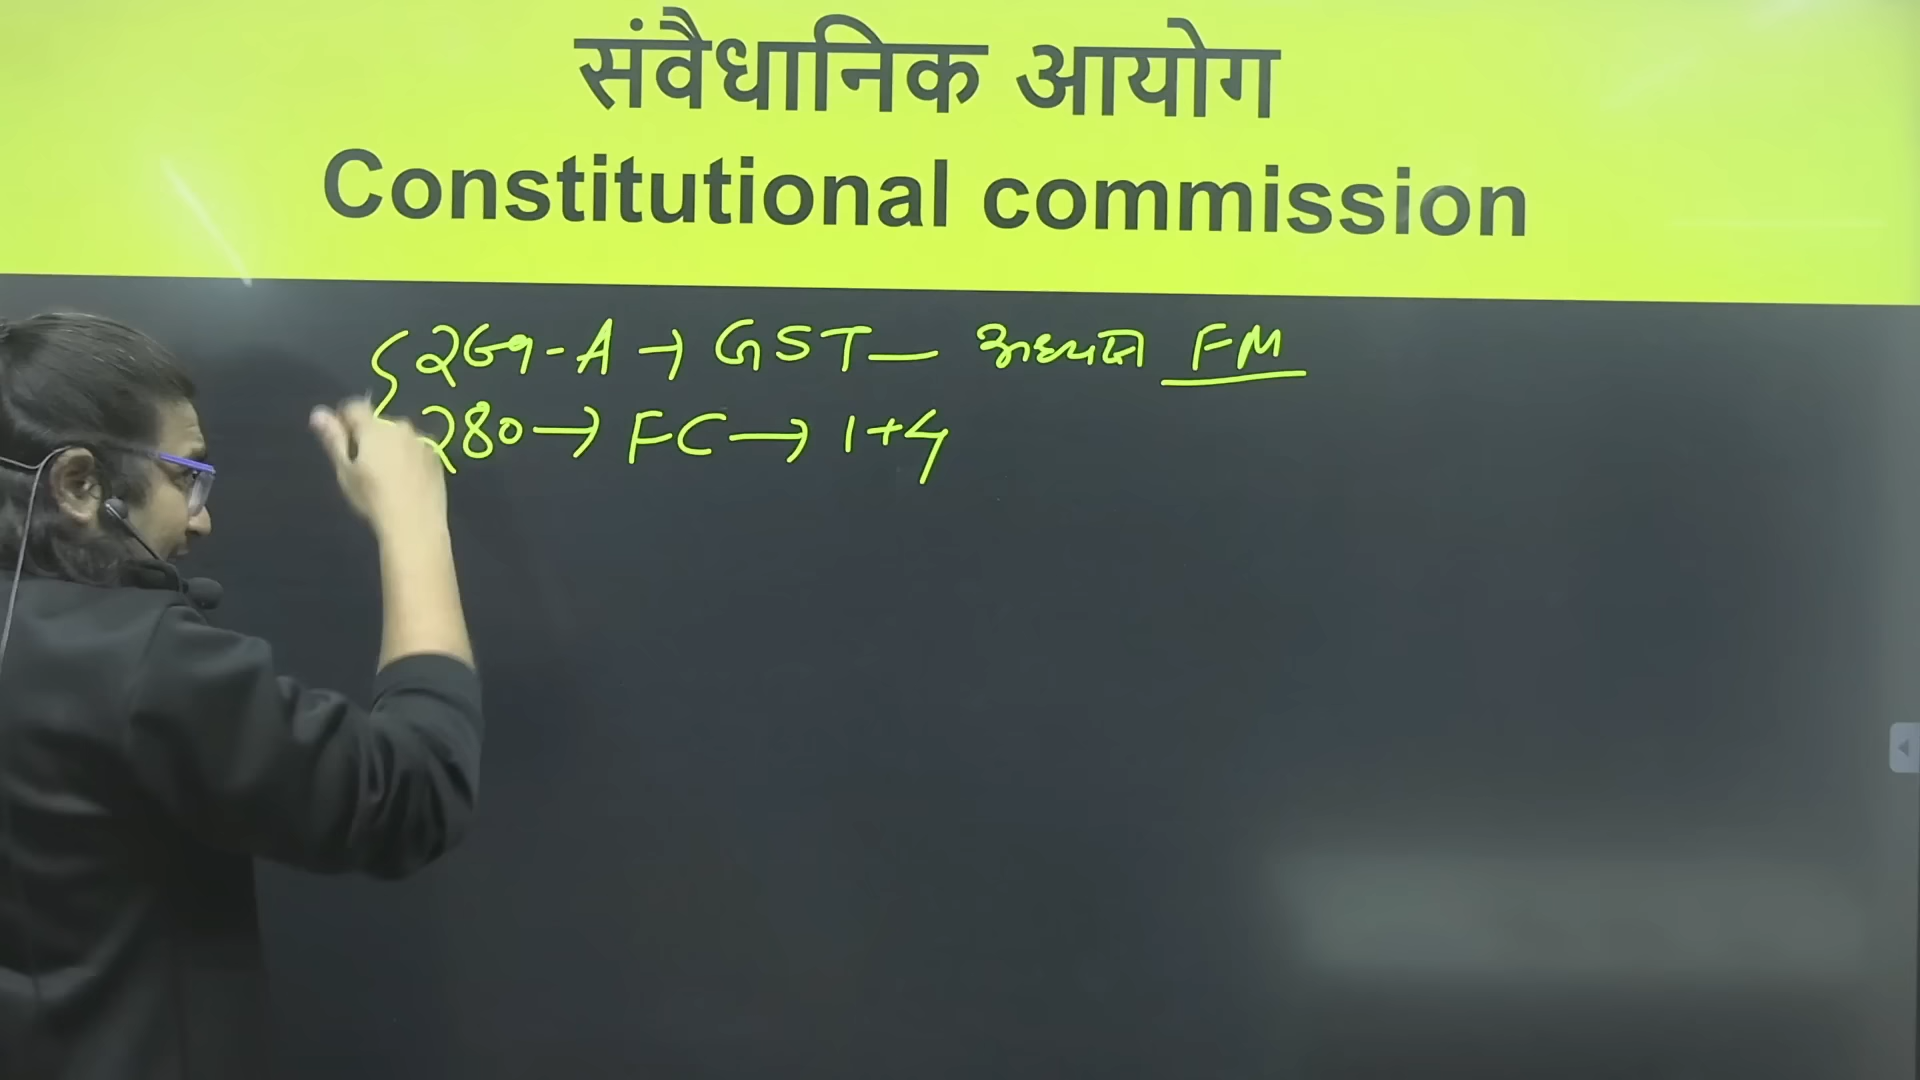 संवैधानिक आयोग
Constitutional commission
269-A → GST — अध्यक्ष FM
280 → FC → 1+4